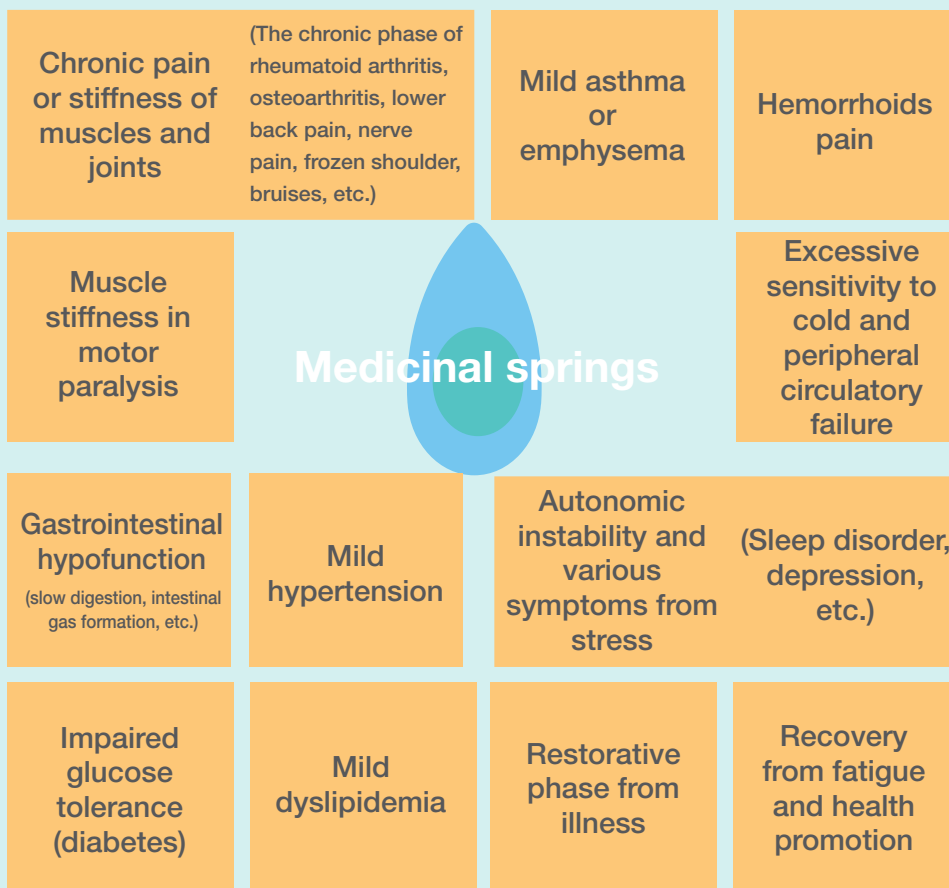 Chronic pain
or stiffness of
muscles and
joints
(The chronic phase of
rheumatoid arthritis,
osteoarthritis, lower
back pain, nerve
pain, frozen shoulder,
bruises, etc.)
Mild asthma
or
emphysema
Hemorrhoids
pain
Muscle
stiffness in
motor
paralysis
Medicinal springs
Excessive
sensitivity to
cold and
peripheral
circulatory
failure
Gastrointestinal
hypofunction
(slow digestion, intestinal
gas formation, etc.)
Mild
hypertension
Autonomic
instability and
various
symptoms from
stress
(Sleep disorder,
depression,
etc.)
Impaired
glucose
tolerance
(diabetes)
Mild
dyslipidemia
Restorative
phase from
illness
Recovery
from fatigue
and health
promotion